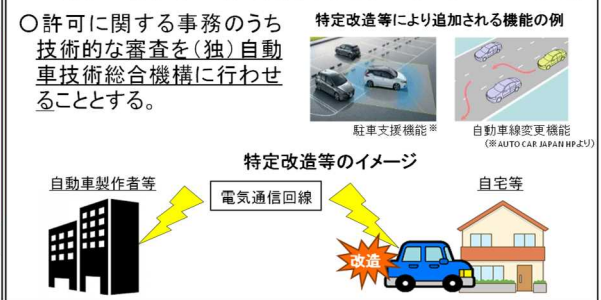 〇許可に関する事務のうち
技術的な審査を(独)自動
車技術総合機構に行わせ
ることとする。
特定改造等により追加される機能の例
駐車支援機能※
自動車線変更機能
(※AUTO CAR JAPAN HPより)
特定改造等のイメージ
自動車製作者等
電気通信回線
自宅等
改造